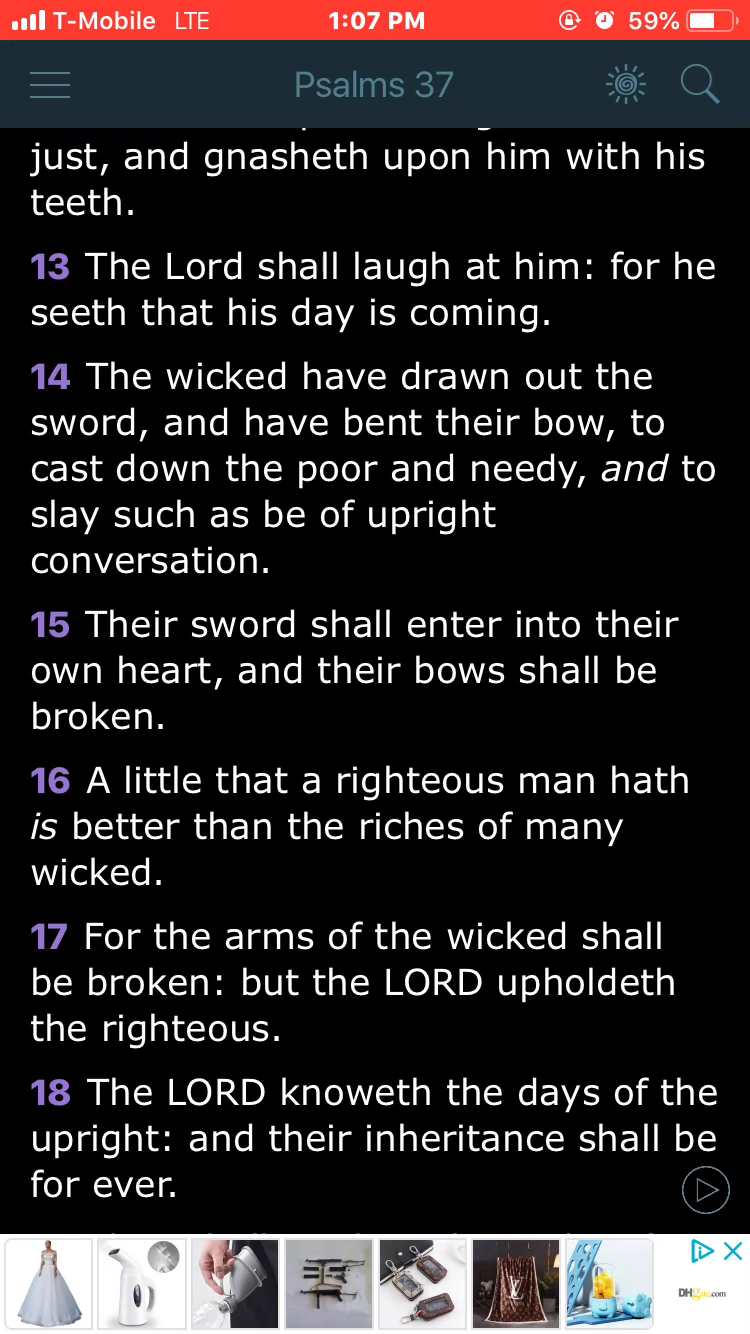 T-Mobile LTE 1:07 PM 59%
Psalms 37
just, and gnasheth upon him with his
teeth.
13 The Lord shall laugh at him: for he
seeth that his day is coming.
14 The wicked have drawn out the
sword, and have bent their bow, to
cast down the poor and needy, and to
slay such as be of upright
conversation.
15 Their sword shall enter into their
own heart, and their bows shall be
broken.
16 A little that a righteous man hath
is better than the riches of many
wicked.
17 For the arms of the wicked shall
be broken: but the LORD upholdeth
the righteous.
18 The LORD knoweth the days of the
upright: and their inheritance shall be
for ever.
DHgate.com